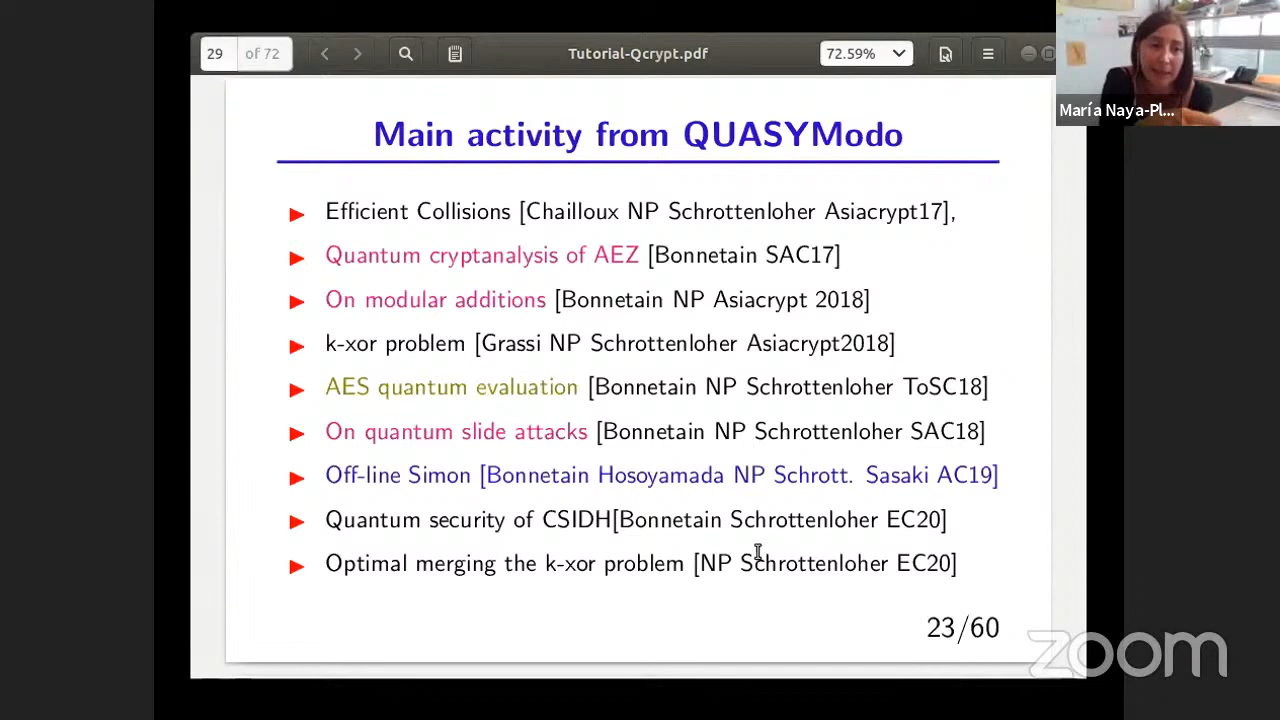 29 of 72
Tutorial-Qcrypt.pdf
72.59%
María Naya-Pl...
Main activity from QUASYModo
Efficient Collisions [Chailloux NP Schrottenloher Asiacrypt17],
Quantum cryptanalysis of AEZ [Bonnetain SAC17]
On modular additions [Bonnetain NP Asiacrypt 2018]
k-xor problem [Grassi NP Schrottenloher Asiacrypt2018]
AES quantum evaluation [Bonnetain NP Schrottenloher ToSC18]
On quantum slide attacks [Bonnetain NP Schrottenloher SAC18]
Off-line Simon [Bonnetain Hosoyamada NP Schrott. Sasaki AC19]
Quantum security of CSIDH[Bonnetain Schrottenloher EC20]
Optimal merging the k-xor problem [NP Schrottenloher EC20]
23/60
zoom